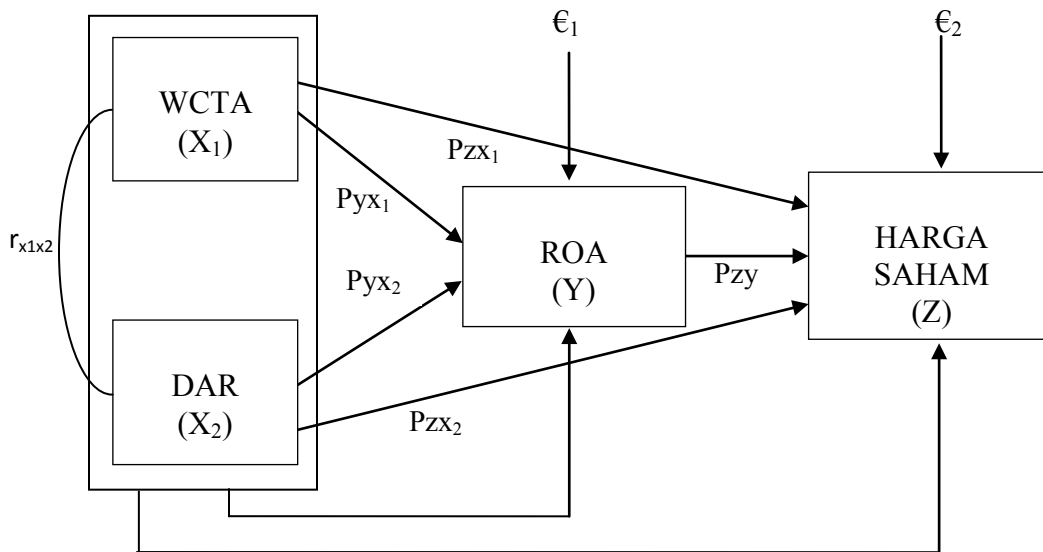 €₁
€₂
WCTA
(X₁)
Pzx₁
Pyx₁
rₓ₁ₓ₂
ROA
(Y)
HARGA
SAHAM
(Z)
Pzy
Pyx₂
DAR
(X₂)
Pzx₂